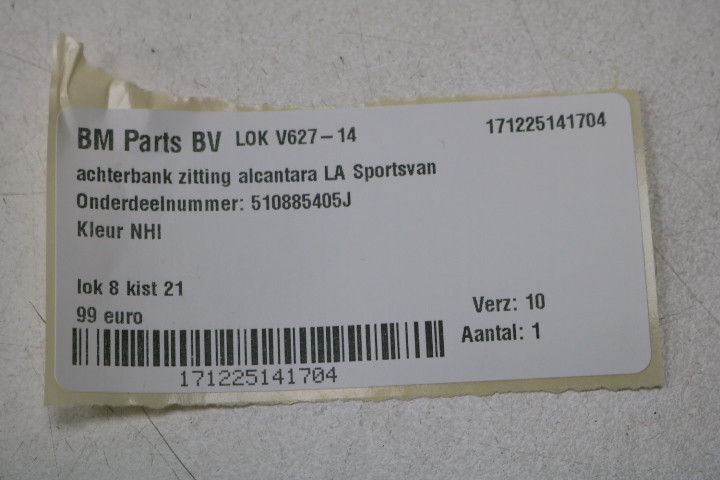 BM Parts BV LOK V627-14 171225141704
achterbank zitting alcantara LA Sportsvan
Onderdeelnummer: 510885405J
Kleur NHI
lok 8 kist 21
99 euro
Verz: 10
Aantal: 1
171225141704